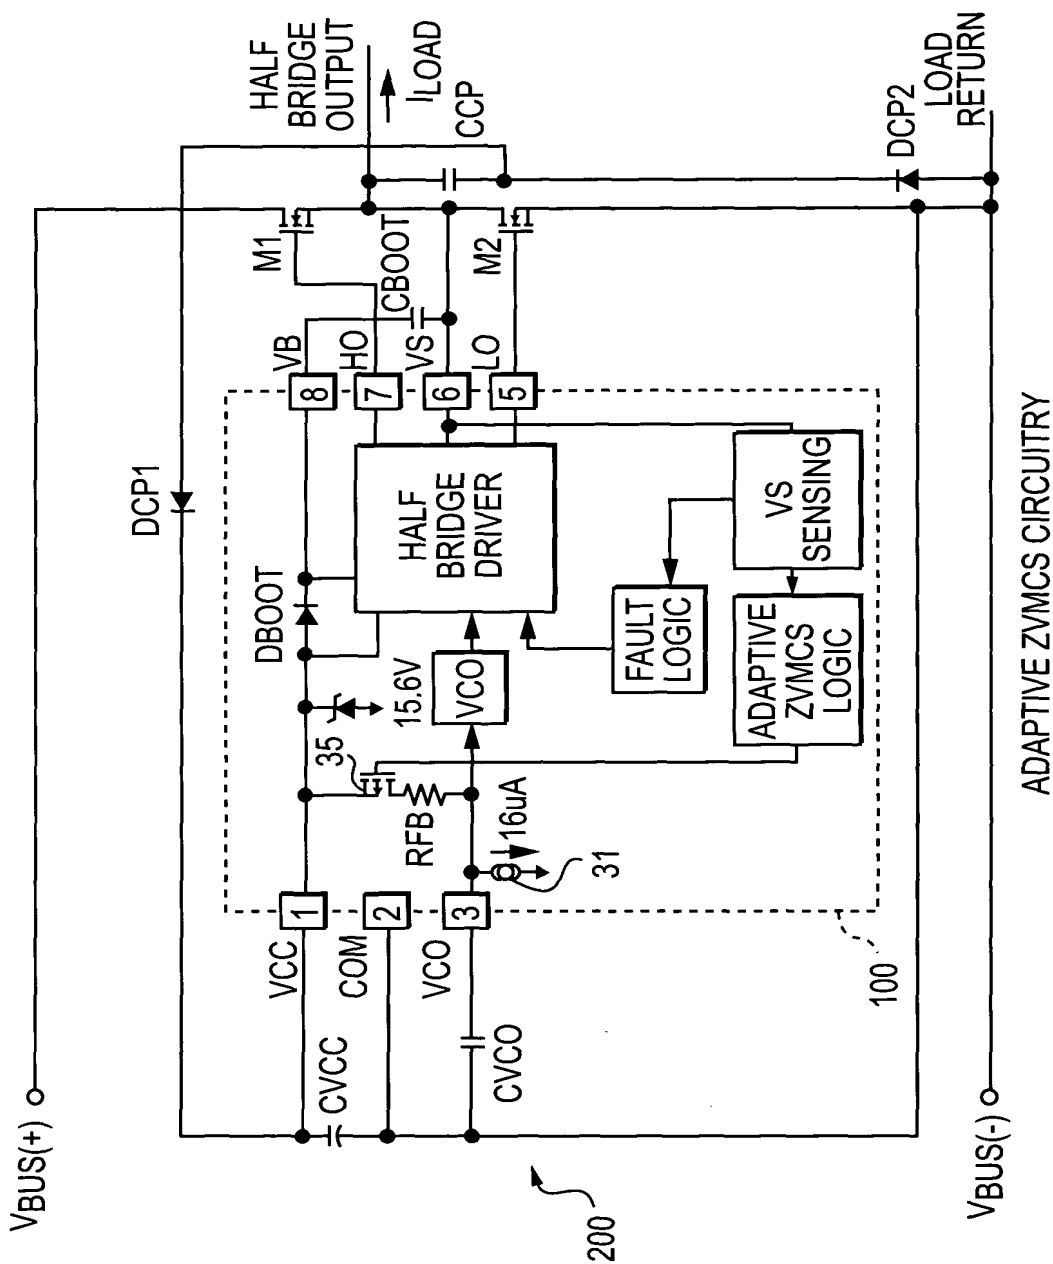 VBUS(+)
DCP1
HALF
BRIDGE
OUTPUT
ILOAD
CCP
M1
CBOOT
M2
DCP2
LOAD
RETURN
VCC
1
DBOOT
8
VB
COM
2
35
15.6V
7
HO
VCO
3
RFB
VCO
HALF
BRIDGE
DRIVER
6
VS
5
LO
16uA
31
FAULT
LOGIC
ADAPTIVE
ZVMCS
LOGIC
VS
SENSING
CVCC
CVCO
100
200
VBUS(-)
ADAPTIVE ZVMCS CIRCUITRY